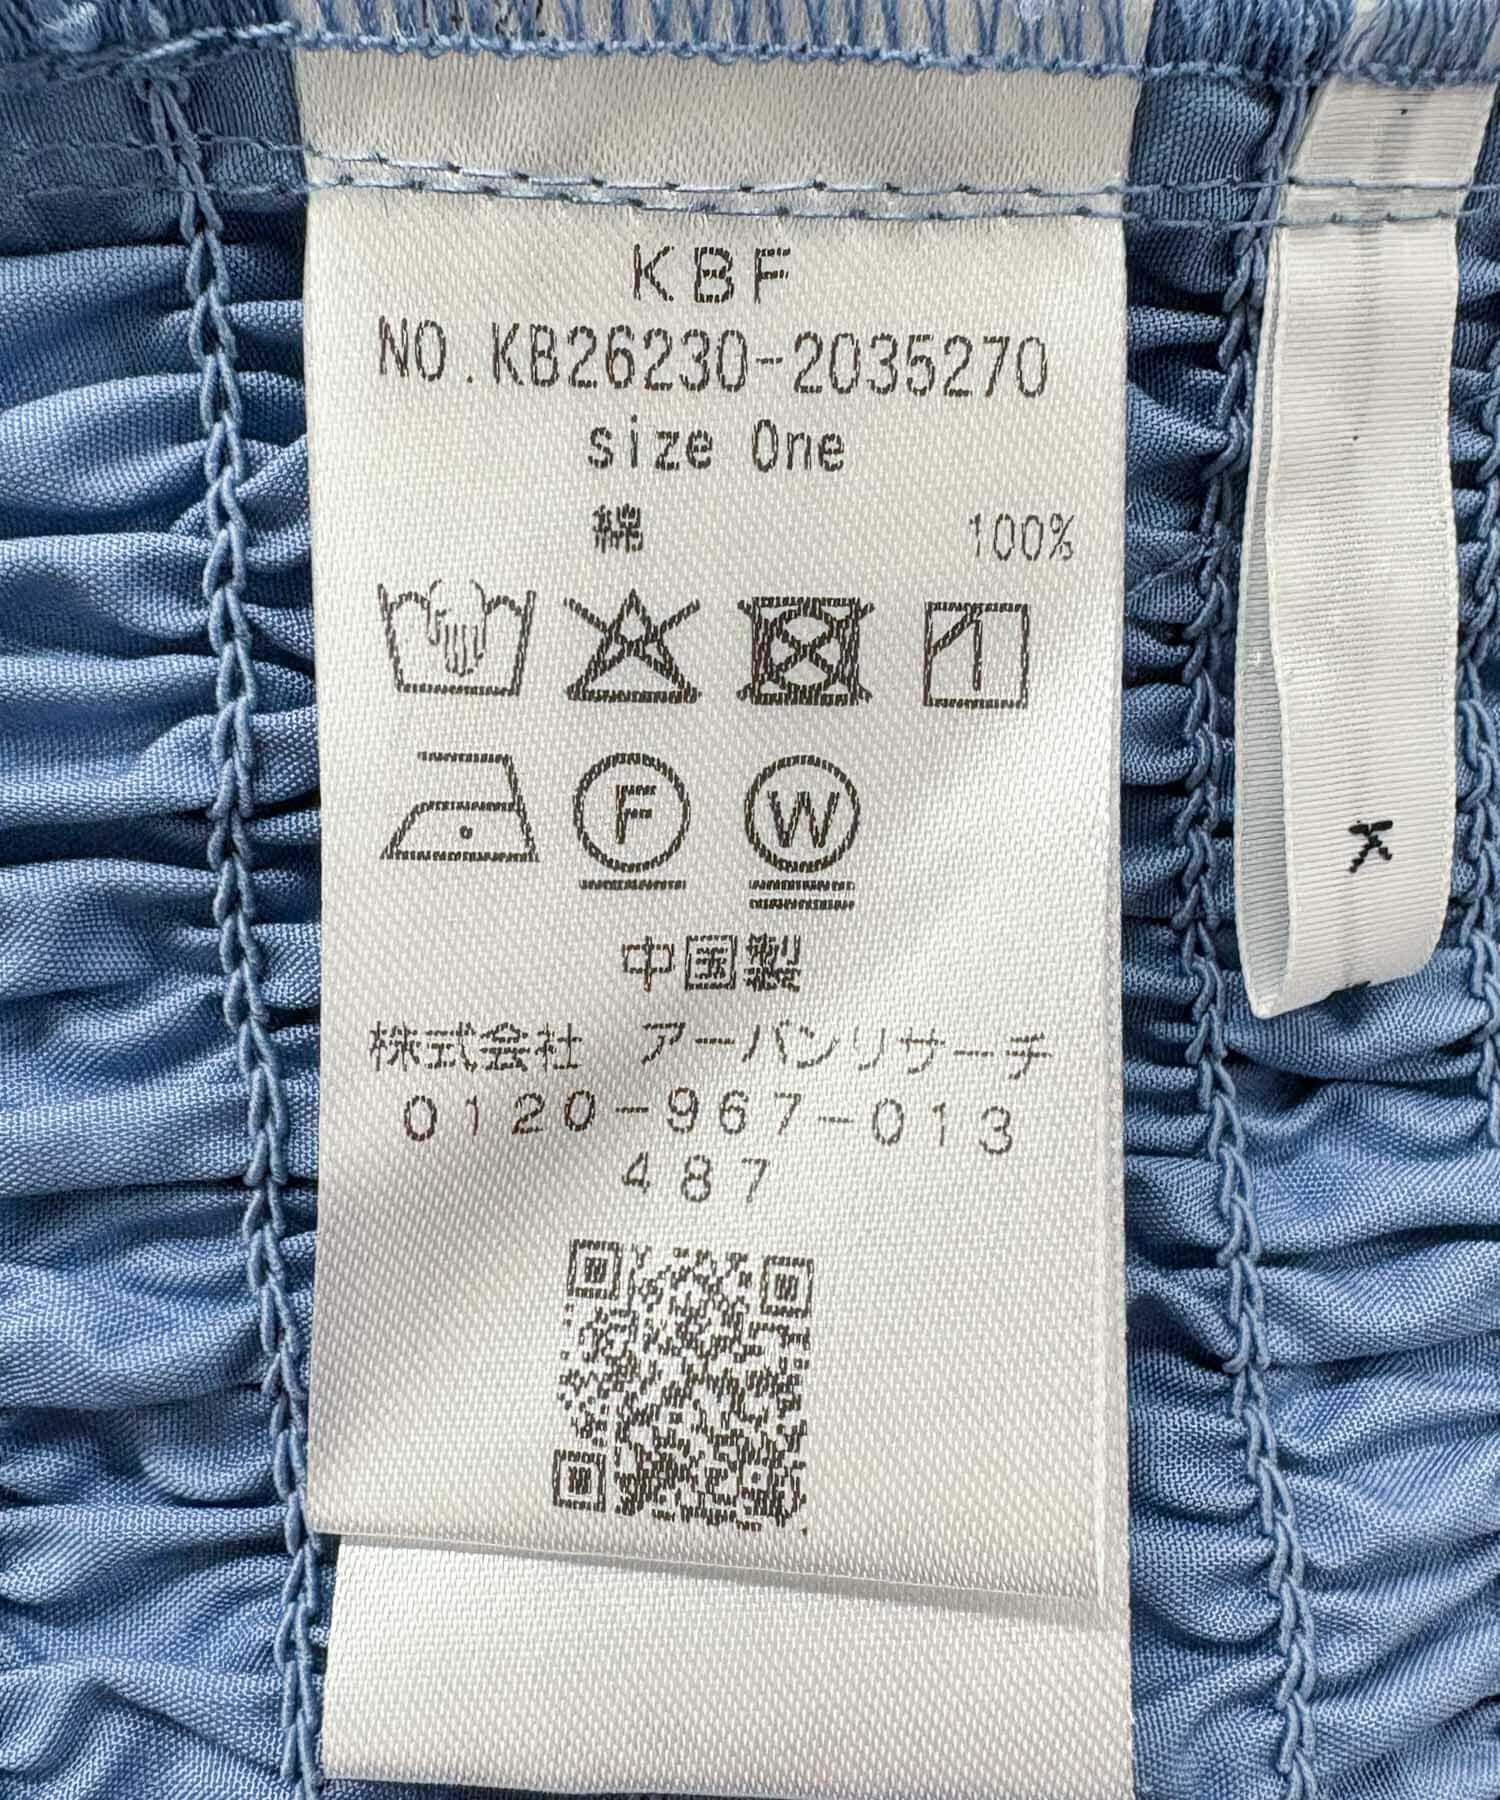 KBF
NO.KB26230-2035270
size One
綿 100%
F W
中国製
株式会社 アーバンリサーチ
0120-967-013
487
K